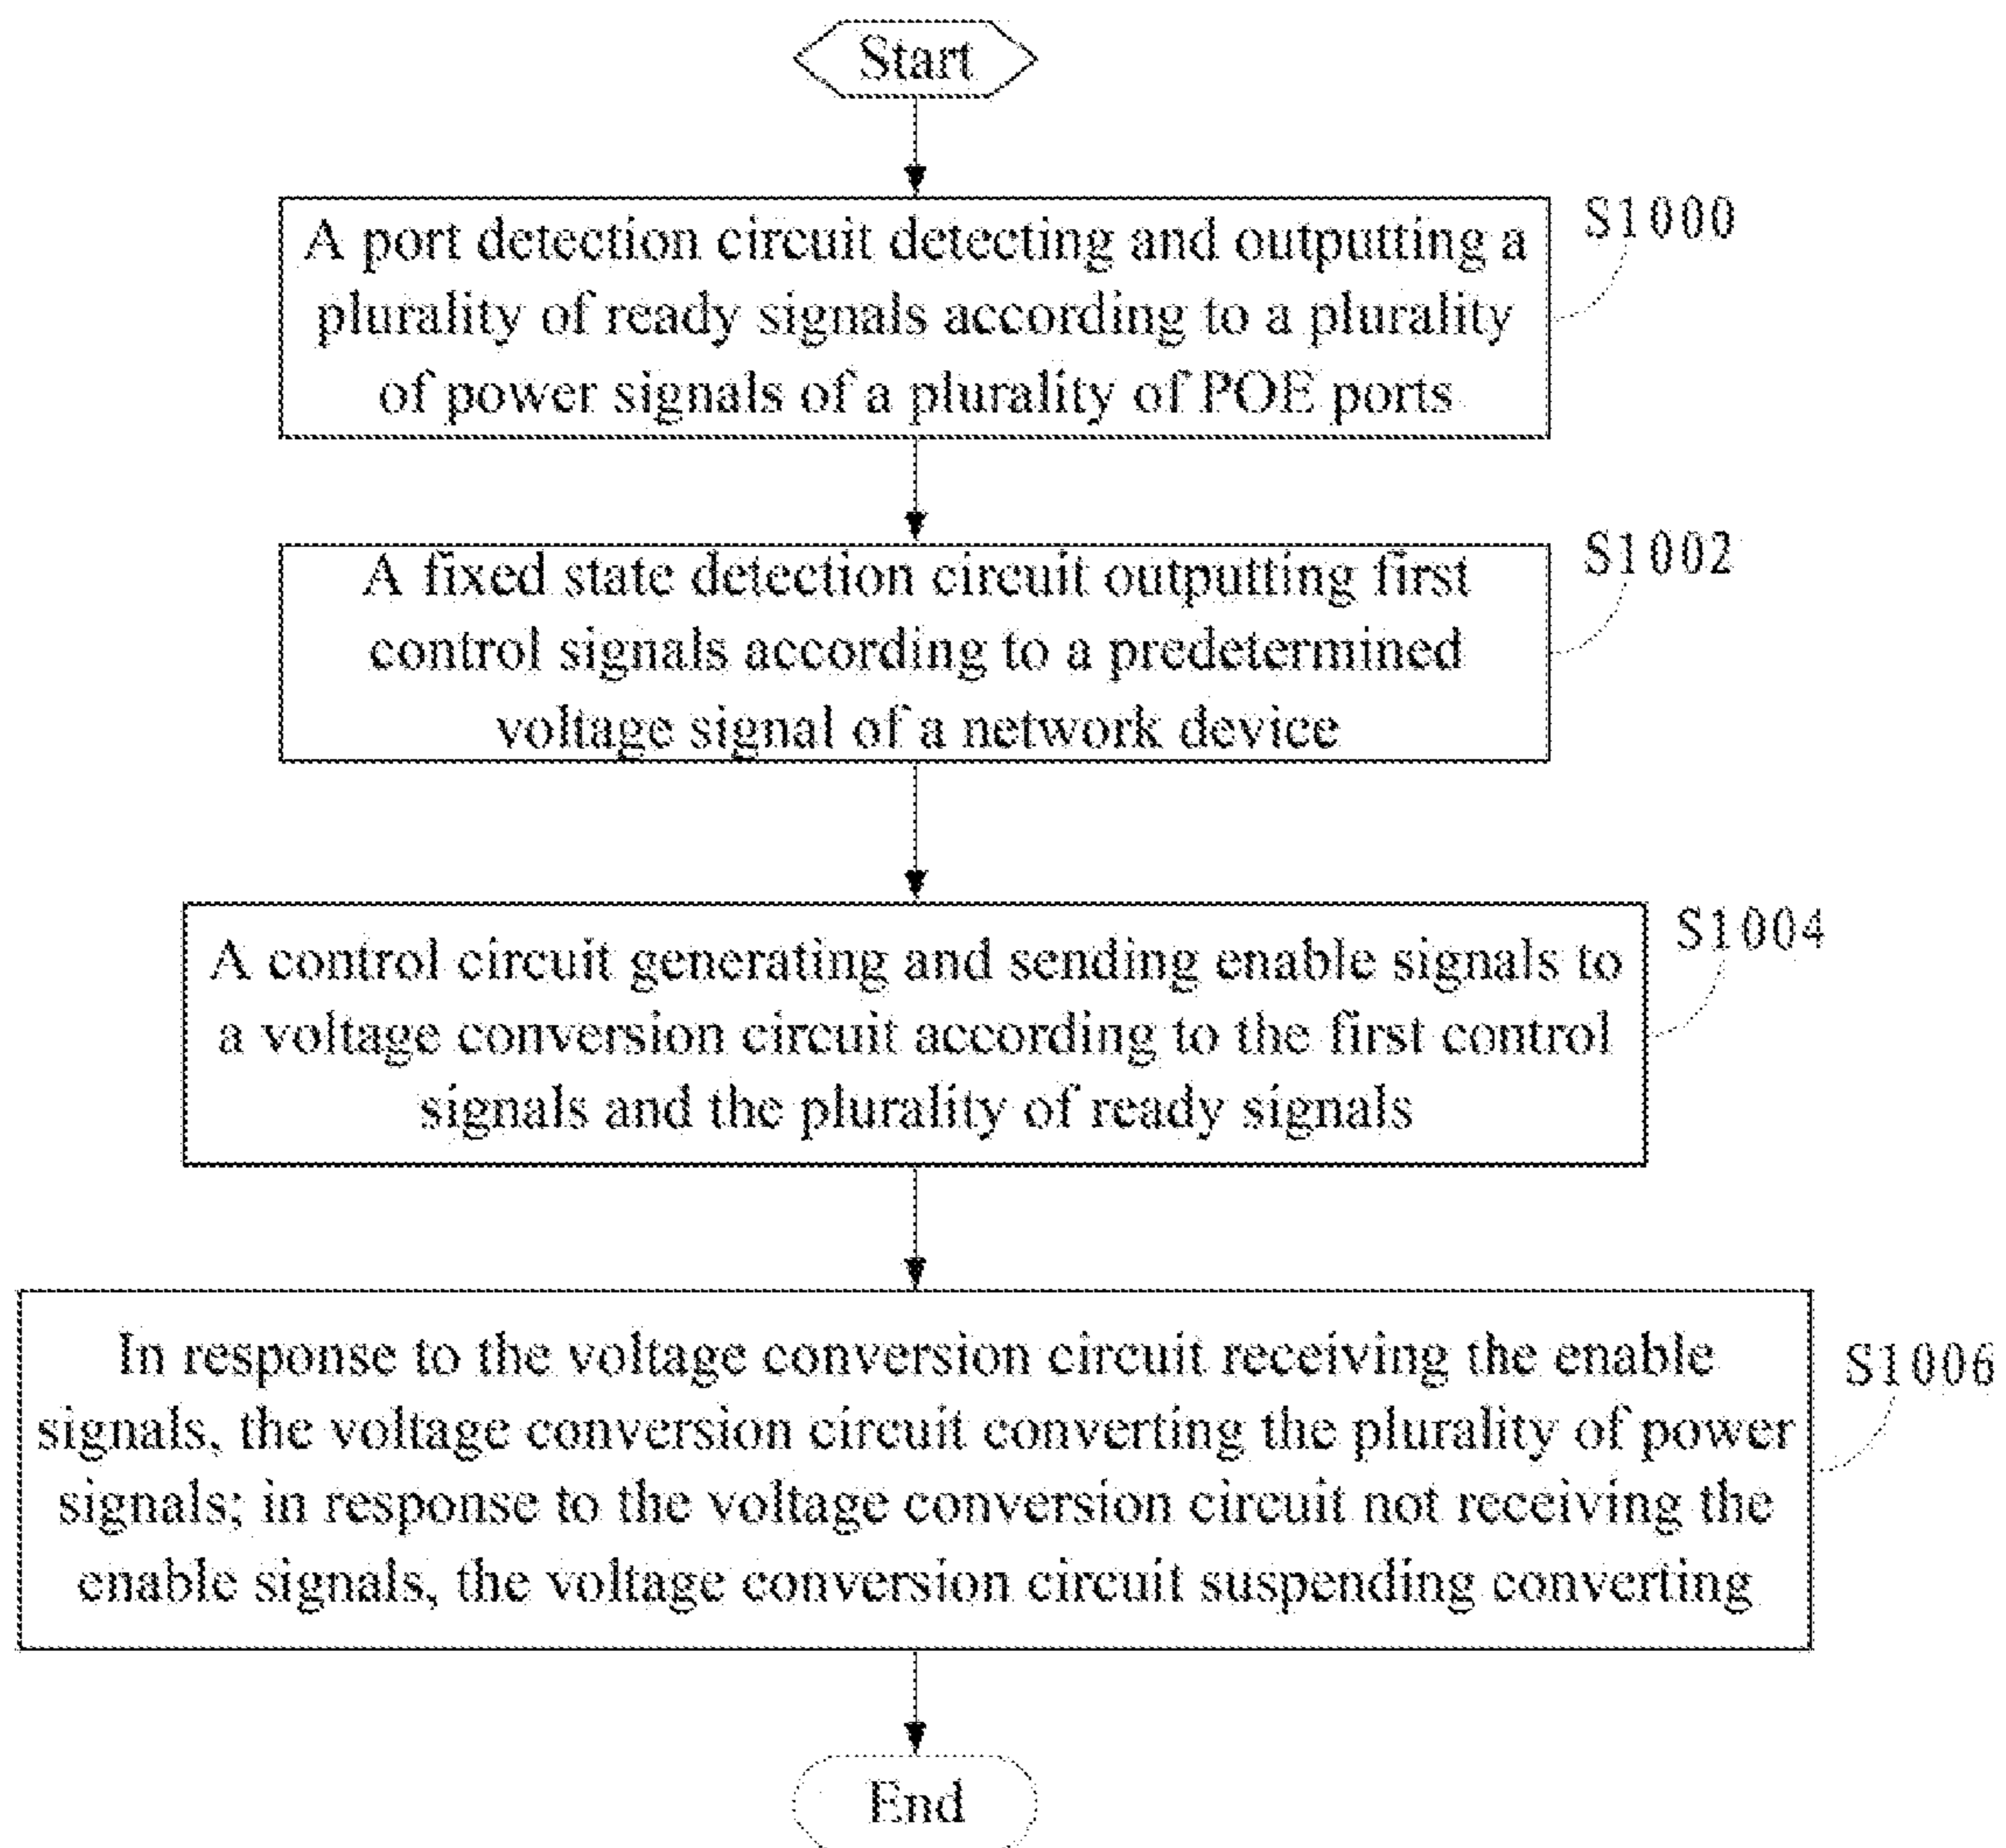 Start
A port detection circuit detecting and outputting a
plurality of ready signals according to a plurality
of power signals of a plurality of POE ports
S1000
A fixed state detection circuit outputting first
control signals according to a predetermined
voltage signal of a network device
S1002
A control circuit generating and sending enable signals to
a voltage conversion circuit according to the first control
signals and the plurality of ready signals
S1004
In response to the voltage conversion circuit receiving the enable
signals, the voltage conversion circuit converting the plurality of power
signals; in response to the voltage conversion circuit not receiving the
enable signals, the voltage conversion circuit suspending converting
S1006
End